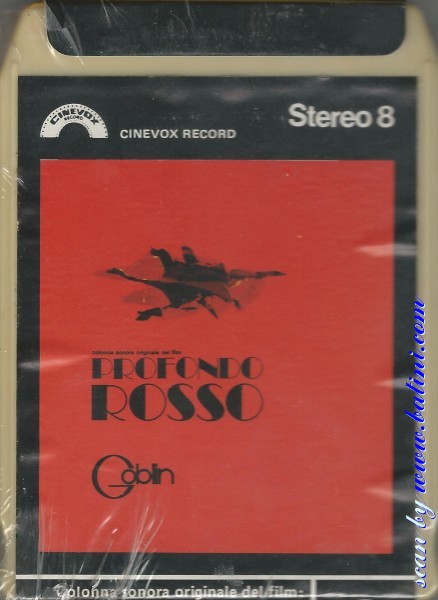 CINEVOX
RECORD
CINEVOX RECORD
Stereo 8
colonna sonora originale del film
PROFONDO
ROSSO
Goblin
Colonna sonora originale del film:
scan by www.batini.com